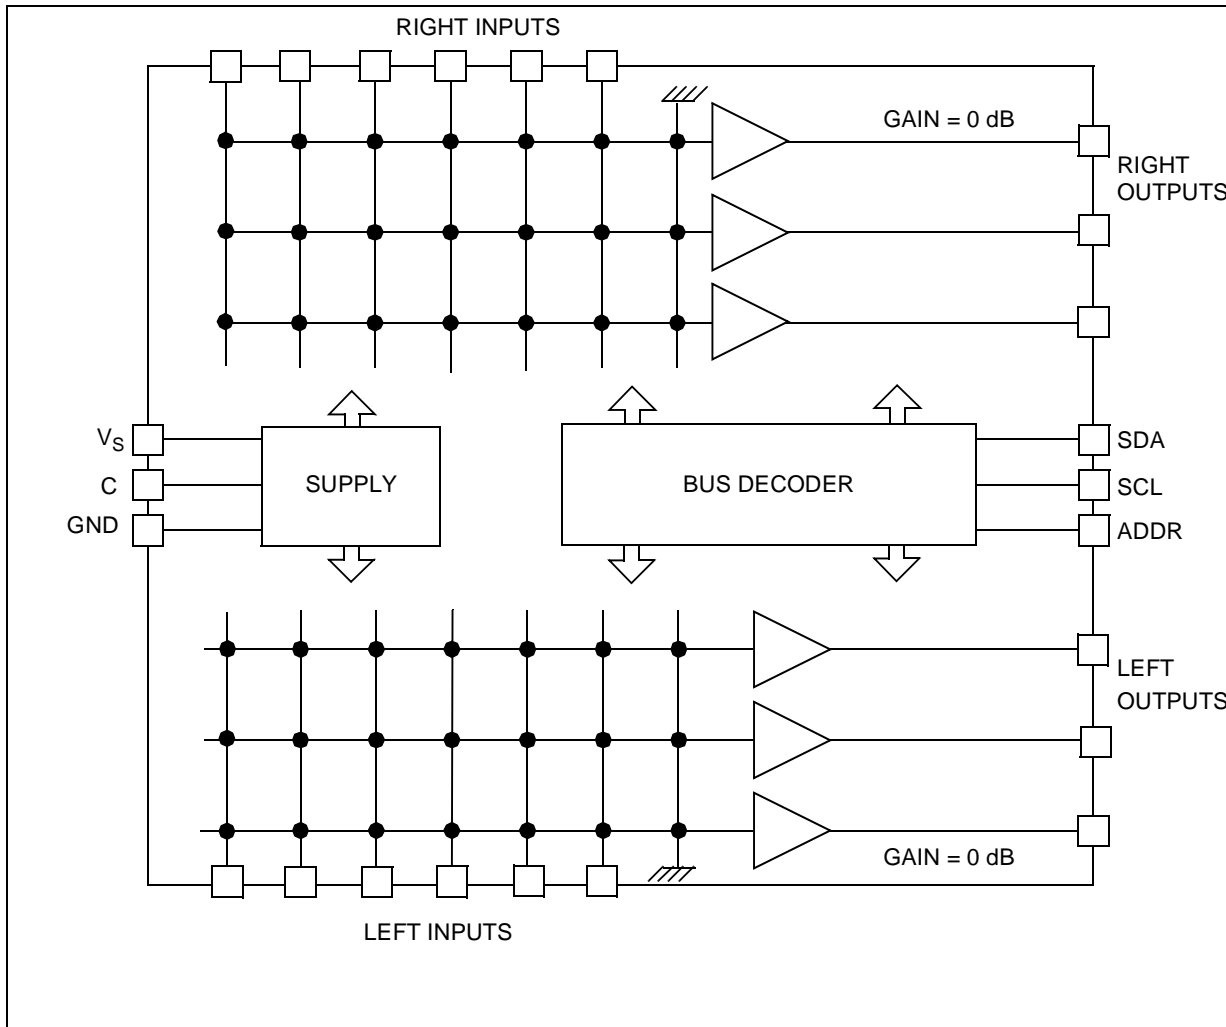 RIGHT INPUTS
GAIN = 0 dB
RIGHT
OUTPUTS
VS
C
GND
SUPPLY
BUS DECODER
SDA
SCL
ADDR
LEFT
OUTPUTS
GAIN = 0 dB
LEFT INPUTS